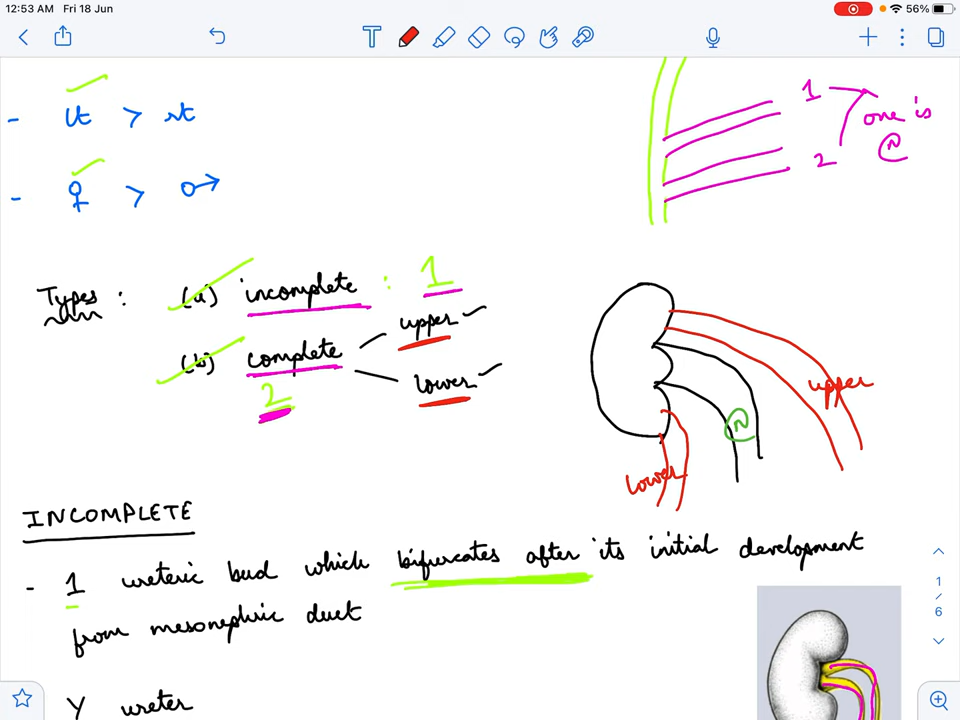 12:53 AM Fri 18 Jun
56%
T
- Lt > rt
- ♀ > ♂
1
2
one is
N
Types : (a) incomplete : 1
(b) complete
2
upper
lower
upper
N
lower
INCOMPLETE
- 1 ureteric bud which bifurcates after its initial development
from mesonephric duct
Y ureter
1
/
6